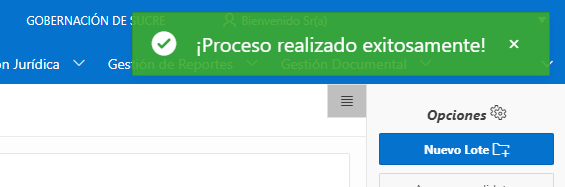 GOBERNACIÓN DE SUCRE Bienvenido Sr(a)
¡Proceso realizado exitosamente! ×
ón Jurídica Gestión de Reportes Gestión Documental
Opciones
Nuevo Lote